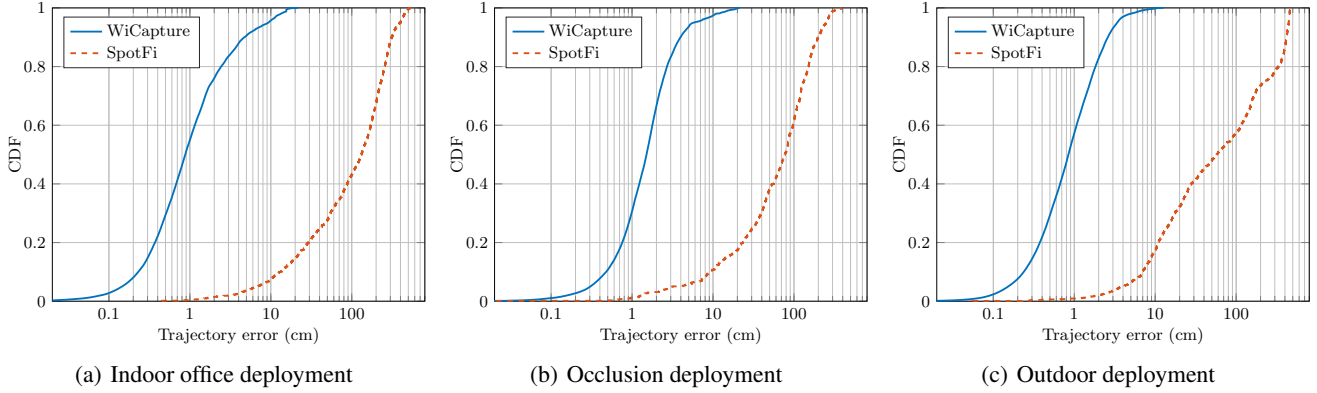 1
0.8
0.6
0.4
0.2
0
CDF
WiCapture
SpotFi
0.1 1 10 100
Trajectory error (cm)
(a) Indoor office deployment
1
0.8
0.6
0.4
0.2
0
CDF
WiCapture
SpotFi
0.1 1 10 100
Trajectory error (cm)
(b) Occlusion deployment
1
0.8
0.6
0.4
0.2
0
CDF
WiCapture
SpotFi
0.1 1 10 100
Trajectory error (cm)
(c) Outdoor deployment